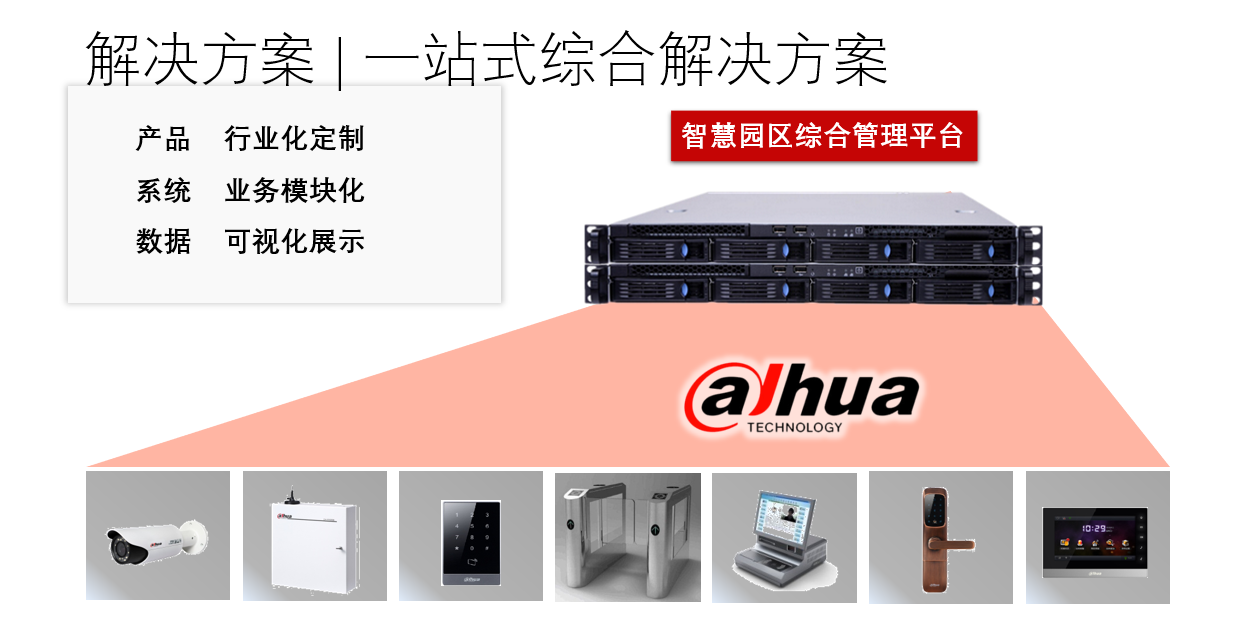 解决方案 | 一站式综合解决方案
产品 行业化定制
系统 业务模块化
数据 可视化展示
智慧园区综合管理平台
alhua
TECHNOLOGY
10:29
alhua